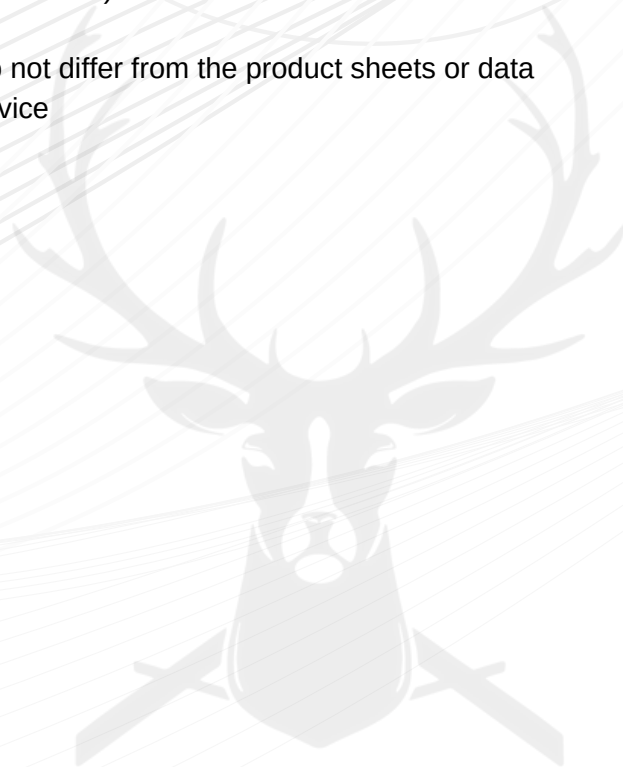 not differ from the product sheets or data
vice